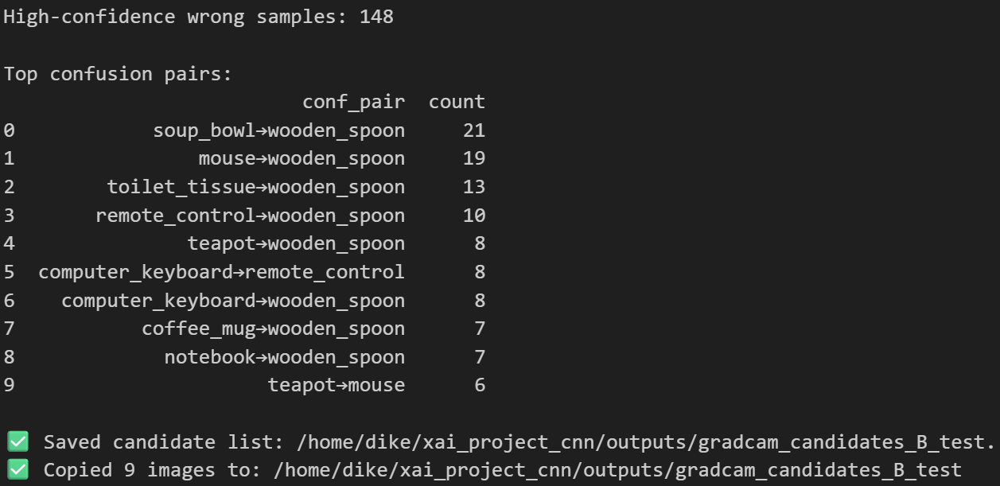 High-confidence wrong samples: 148
Top confusion pairs:
conf_pair count
0 soup_bowl→wooden_spoon 21
1 mouse→wooden_spoon 19
2 toilet_tissue→wooden_spoon 13
3 remote_control→wooden_spoon 10
4 teapot→wooden_spoon 8
5 computer_keyboard→remote_control 8
6 computer_keyboard→wooden_spoon 8
7 coffee_mug→wooden_spoon 7
8 notebook→wooden_spoon 7
9 teapot→mouse 6
✅ Saved candidate list: /home/dike/xai_project_cnn/outputs/gradcam_candidates_B_test.
✅ Copied 9 images to: /home/dike/xai_project_cnn/outputs/gradcam_candidates_B_test